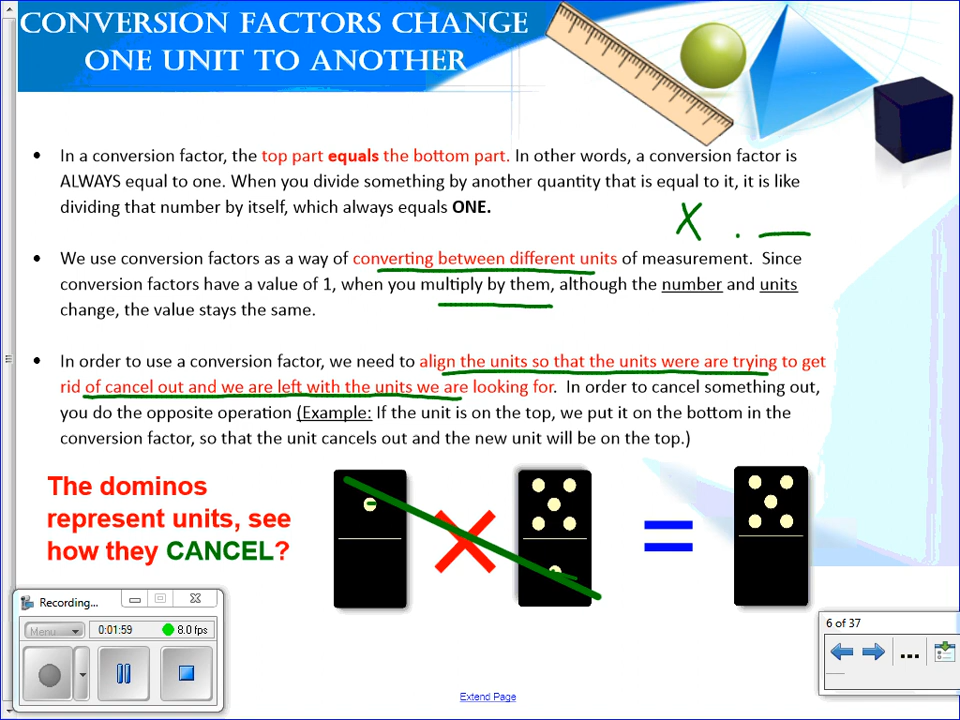 CONVERSION FACTORS CHANGE
ONE UNIT TO ANOTHER
• In a conversion factor, the top part equals the bottom part. In other words, a conversion factor is
ALWAYS equal to one. When you divide something by another quantity that is equal to it, it is like
dividing that number by itself, which always equals ONE.
X . __
• We use conversion factors as a way of converting between different units of measurement. Since
conversion factors have a value of 1, when you multiply by them, although the number and units
change, the value stays the same.
• In order to use a conversion factor, we need to align the units so that the units were are trying to get
rid of cancel out and we are left with the units we are looking for. In order to cancel something out,
you do the opposite operation (Example: If the unit is on the top, we put it on the bottom in the
conversion factor, so that the unit cancels out and the new unit will be on the top.)
The dominos
represent units, see
how they CANCEL?
× =
Recording...
Menu 0:01:59 8.0 fps
6 of 37
...
Extend Page